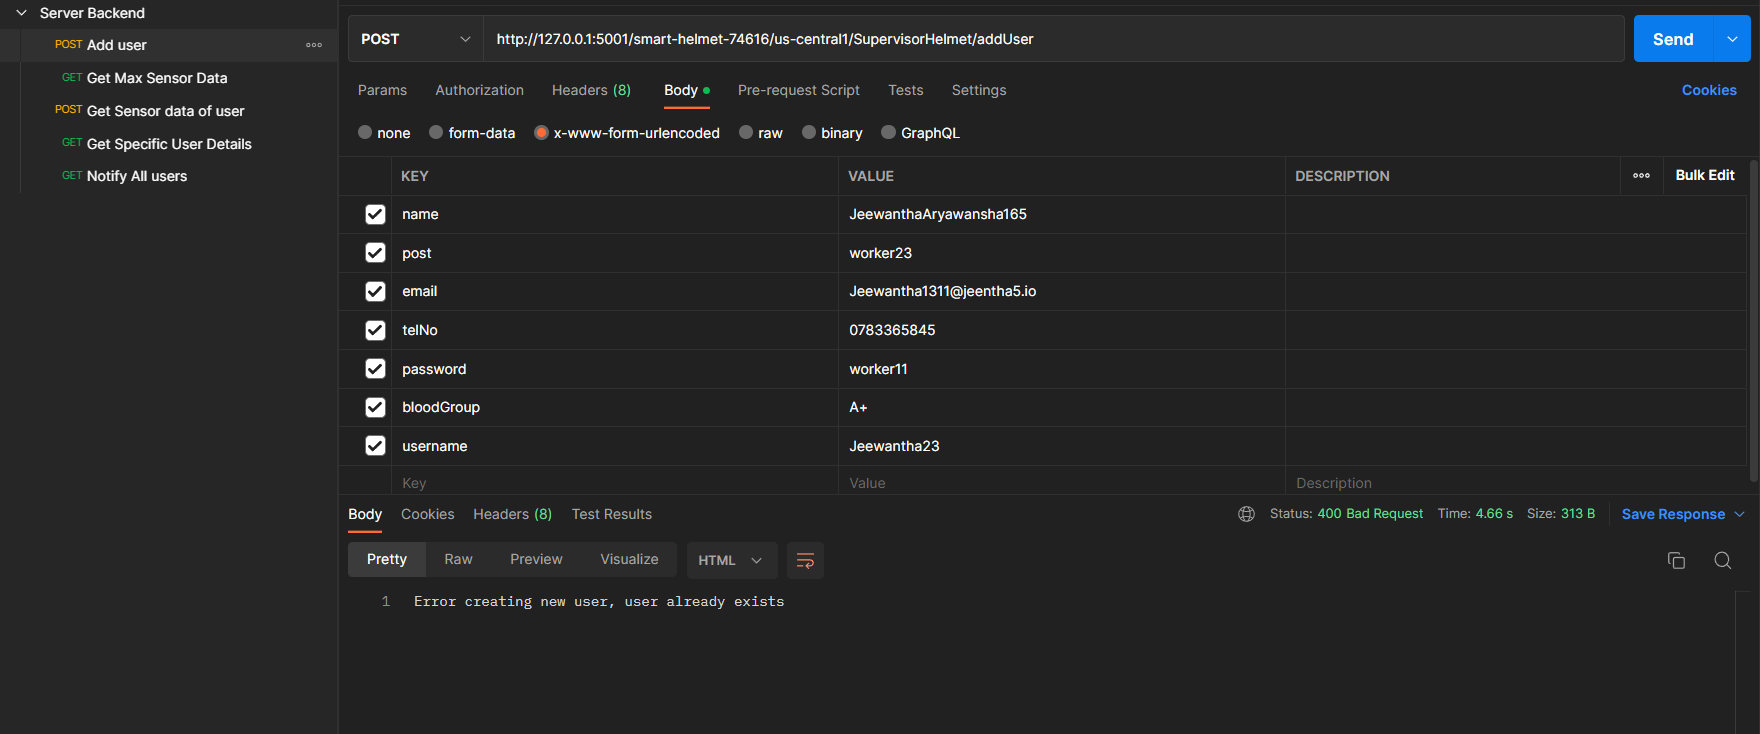 Server Backend
POST Add user
GET Get Max Sensor Data
POST Get Sensor data of user
GET Get Specific User Details
GET Notify All users
POST http://127.0.0.1:5001/smart-helmet-74616/us-central1/SupervisorHelmet/addUser Send
Params Authorization Headers (8) Body Pre-request Script Tests Settings Cookies
none form-data x-www-form-urlencoded raw binary GraphQL
KEY VALUE DESCRIPTION Bulk Edit
name JeewanthaAryawansha165
post worker23
email Jeewantha1311@jeentha5.io
telNo 0783365845
password worker11
bloodGroup A+
username Jeewantha23
Key Value Description
Body Cookies Headers (8) Test Results Status: 400 Bad Request Time: 4.66 s Size: 313 B Save Response
Pretty Raw Preview Visualize HTML
1 Error creating new user, user already exists